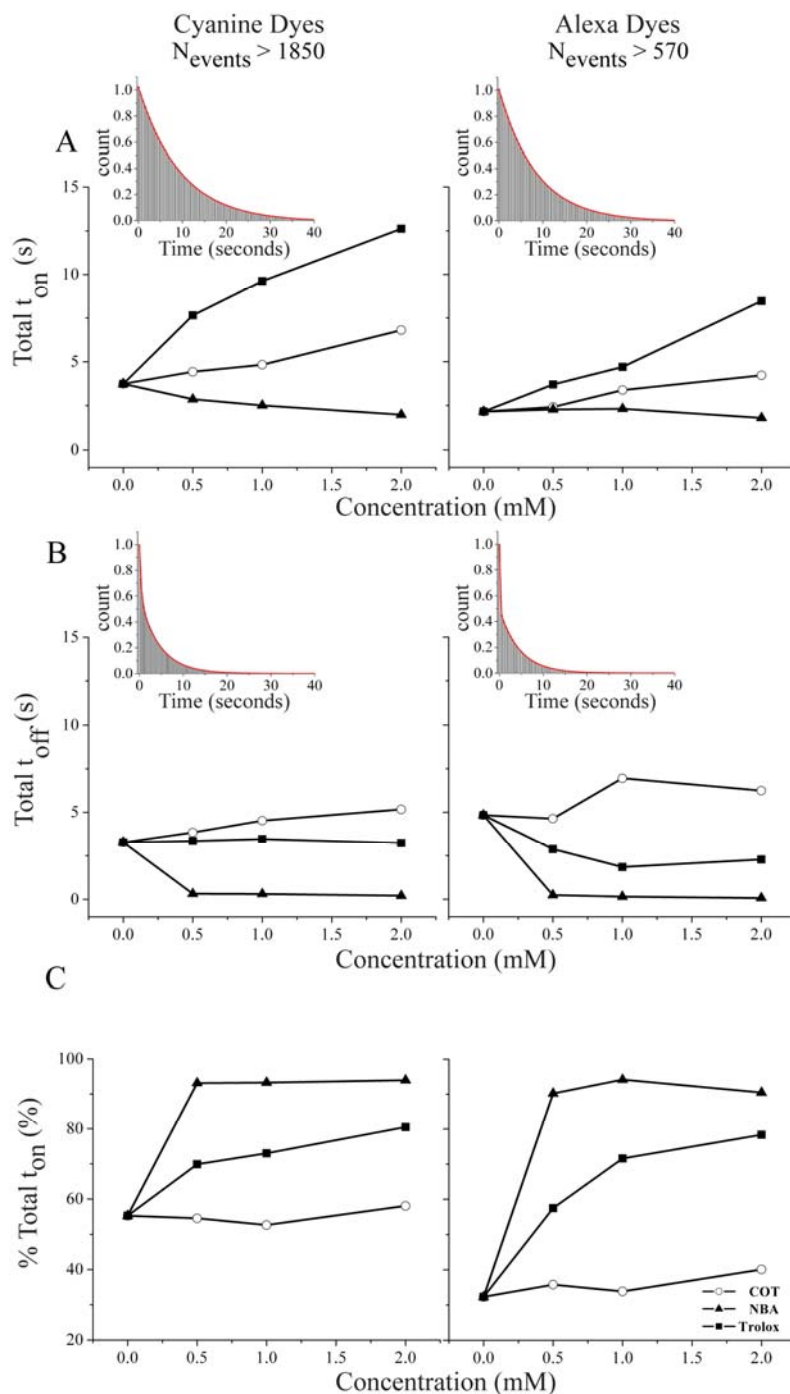 Cyanine Dyes
N_events > 1850
Alexa Dyes
N_events > 570
A
count
1.0
0.8
0.6
0.4
0.2
0.0
0 10 20 30 40
Time (seconds)
count
1.0
0.8
0.6
0.4
0.2
0.0
0 10 20 30 40
Time (seconds)
Total t_on (s)
15
10
5
0
0.0 0.5 1.0 1.5 2.0
0.0 0.5 1.0 1.5 2.0
Concentration (mM)
B
count
1.0
0.8
0.6
0.4
0.2
0.0
0 10 20 30 40
Time (seconds)
count
1.0
0.8
0.6
0.4
0.2
0.0
0 10 20 30 40
Time (seconds)
Total t_off (s)
15
10
5
0
0.0 0.5 1.0 1.5 2.0
0.0 0.5 1.0 1.5 2.0
Concentration (mM)
C
% Total t_on (%)
100
80
60
40
20
COT
NBA
Trolox
0.0 0.5 1.0 1.5 2.0
0.0 0.5 1.0 1.5 2.0
Concentration (mM)